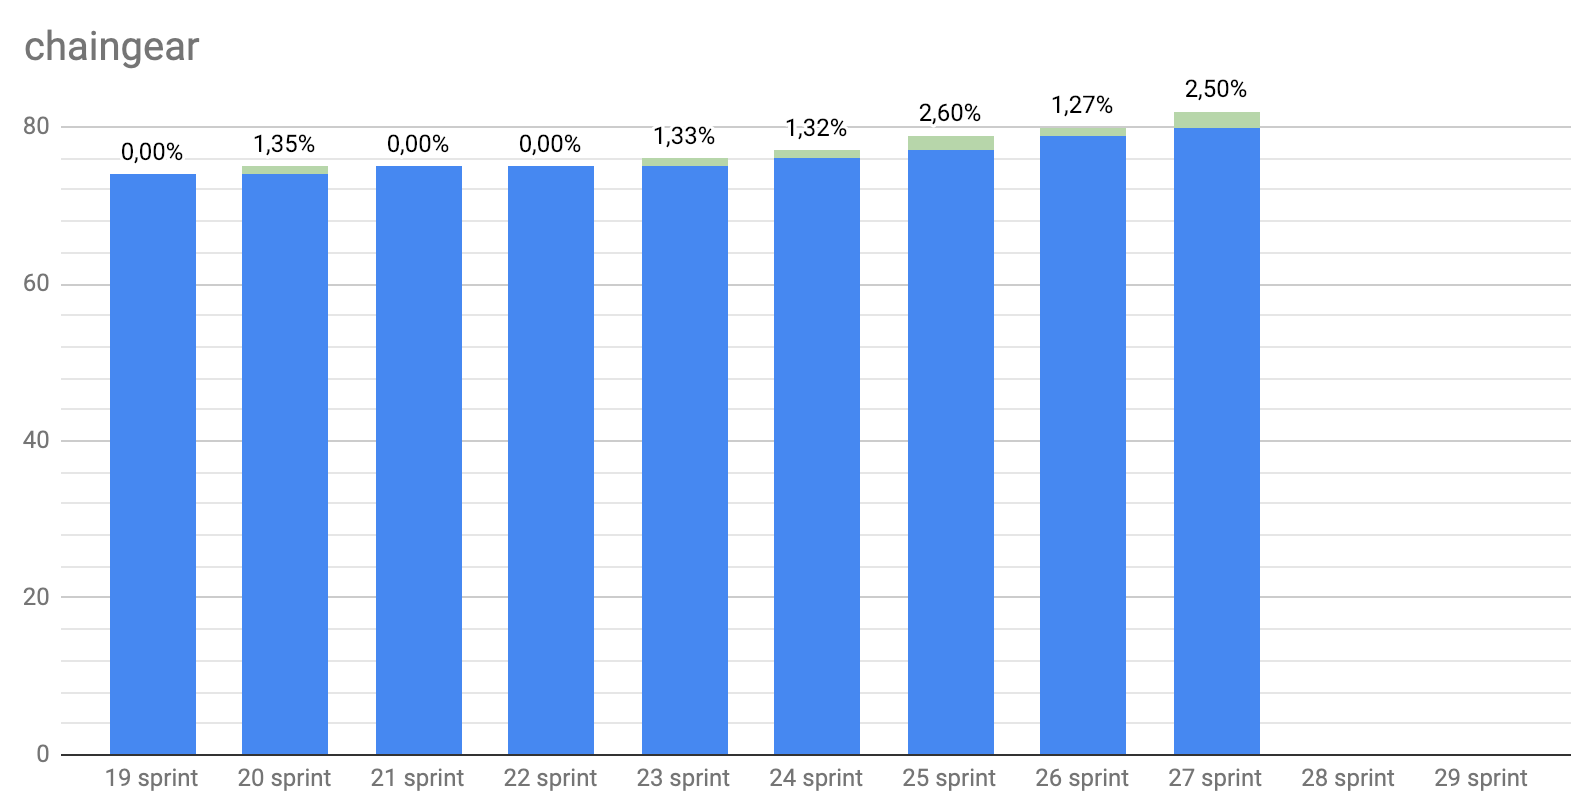 chaingear
2,50%
1,27%
2,60%
1,32%
1,33%
0,00%
0,00%
1,35%
0,00%
80
60
40
20
0
19 sprint
20 sprint
21 sprint
22 sprint
23 sprint
24 sprint
25 sprint
26 sprint
27 sprint
28 sprint
29 sprint